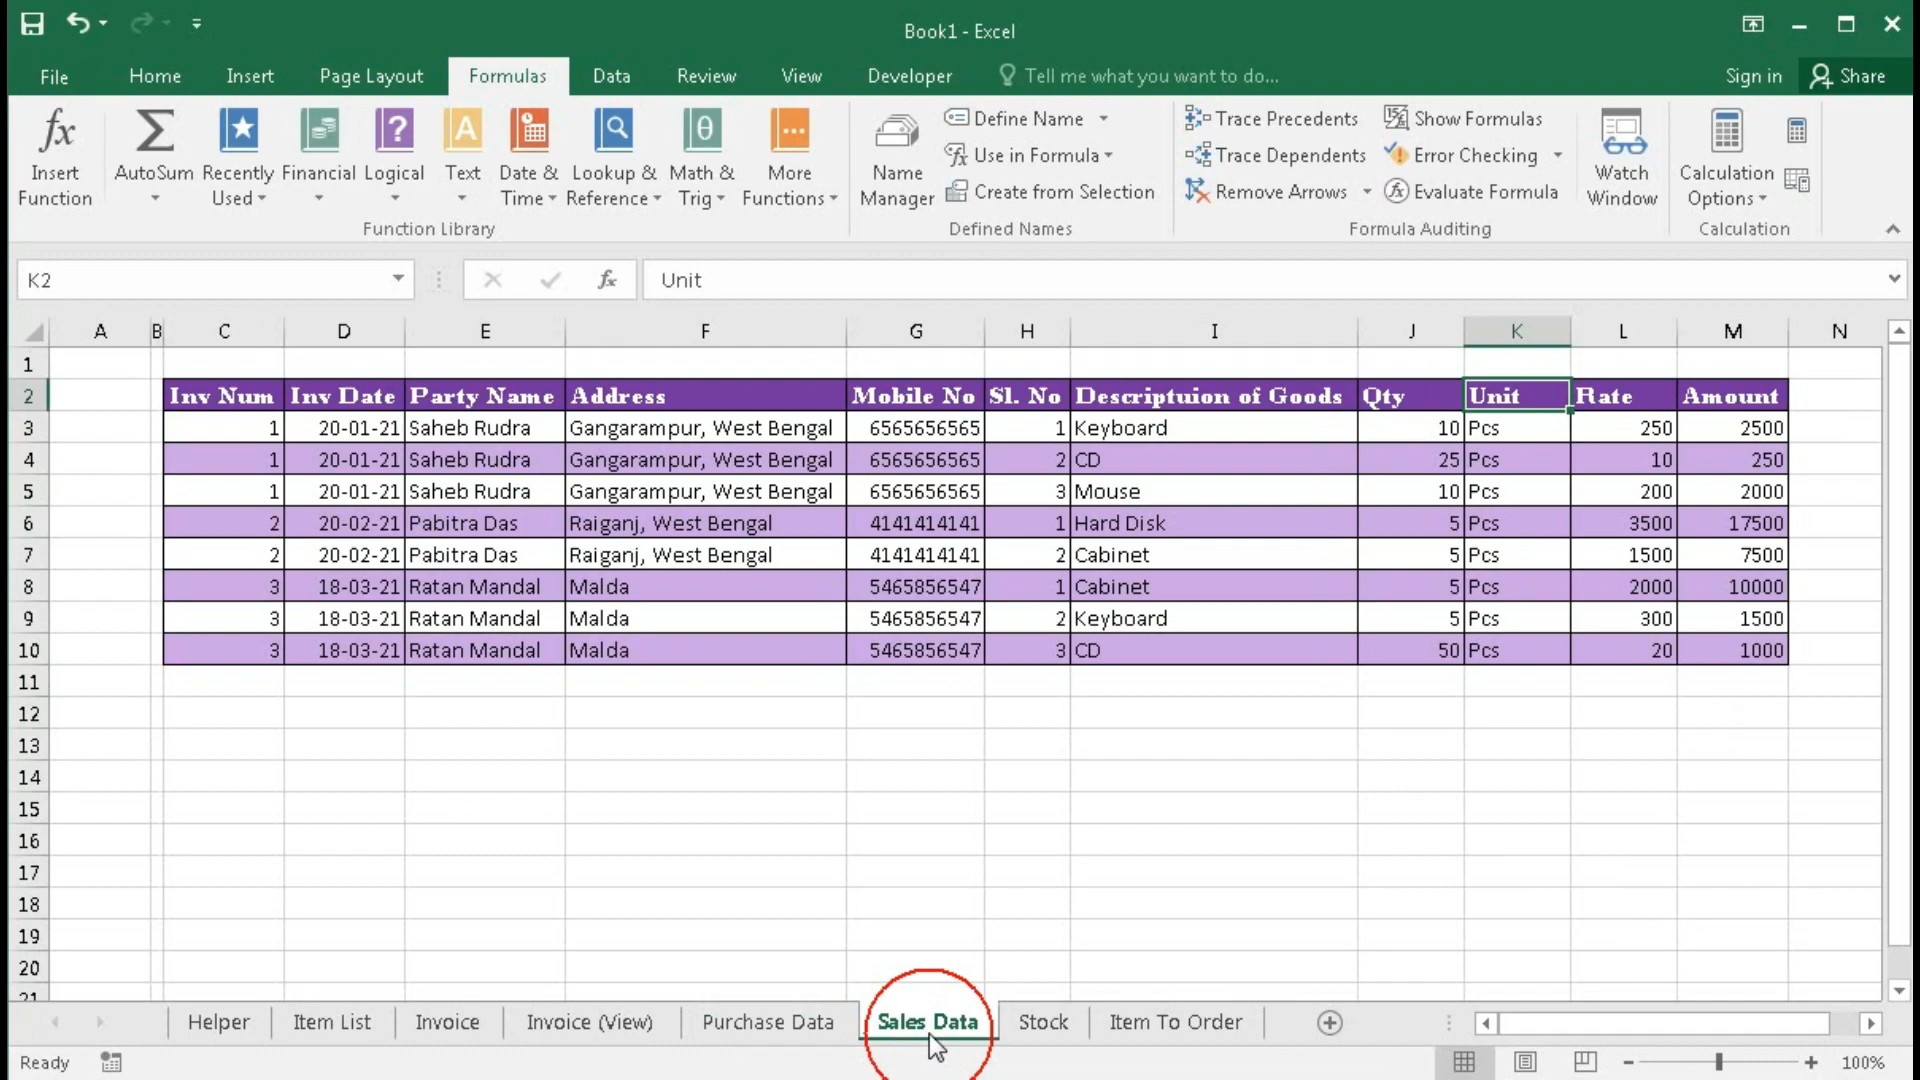 Book1 - Excel
File Home Insert Page Layout Formulas Data Review View Developer Tell me what you want to do... Sign in Share
Insert Function AutoSum Recently Used Financial Logical Text Date & Time Lookup & Reference Math & Trig More Functions
Function Library
Name Manager Define Name Use in Formula Create from Selection
Defined Names
Trace Precedents Trace Dependents Remove Arrows Show Formulas Error Checking Evaluate Formula
Formula Auditing
Watch Window
Calculation Options
Calculation
K2 fx Unit
A B C D E F G H I J K L M N
1
2 Inv Num Inv Date Party Name Address Mobile No Sl. No Descriptuion of Goods Qty Unit Rate Amount
3 1 20-01-21 Saheb Rudra Gangarampur, West Bengal 6565656565 1 Keyboard 10 Pcs 250 2500
4 1 20-01-21 Saheb Rudra Gangarampur, West Bengal 6565656565 2 CD 25 Pcs 10 250
5 1 20-01-21 Saheb Rudra Gangarampur, West Bengal 6565656565 3 Mouse 10 Pcs 200 2000
6 2 20-02-21 Pabitra Das Raiganj, West Bengal 4141414141 1 Hard Disk 5 Pcs 3500 17500
7 2 20-02-21 Pabitra Das Raiganj, West Bengal 4141414141 2 Cabinet 5 Pcs 1500 7500
8 3 18-03-21 Ratan Mandal Malda 5465856547 1 Cabinet 5 Pcs 2000 10000
9 3 18-03-21 Ratan Mandal Malda 5465856547 2 Keyboard 5 Pcs 300 1500
10 3 18-03-21 Ratan Mandal Malda 5465856547 3 CD 50 Pcs 20 1000
11
12
13
14
15
16
17
18
19
20
21
Helper Item List Invoice Invoice (View) Purchase Data Sales Data Stock Item To Order
Ready 100%